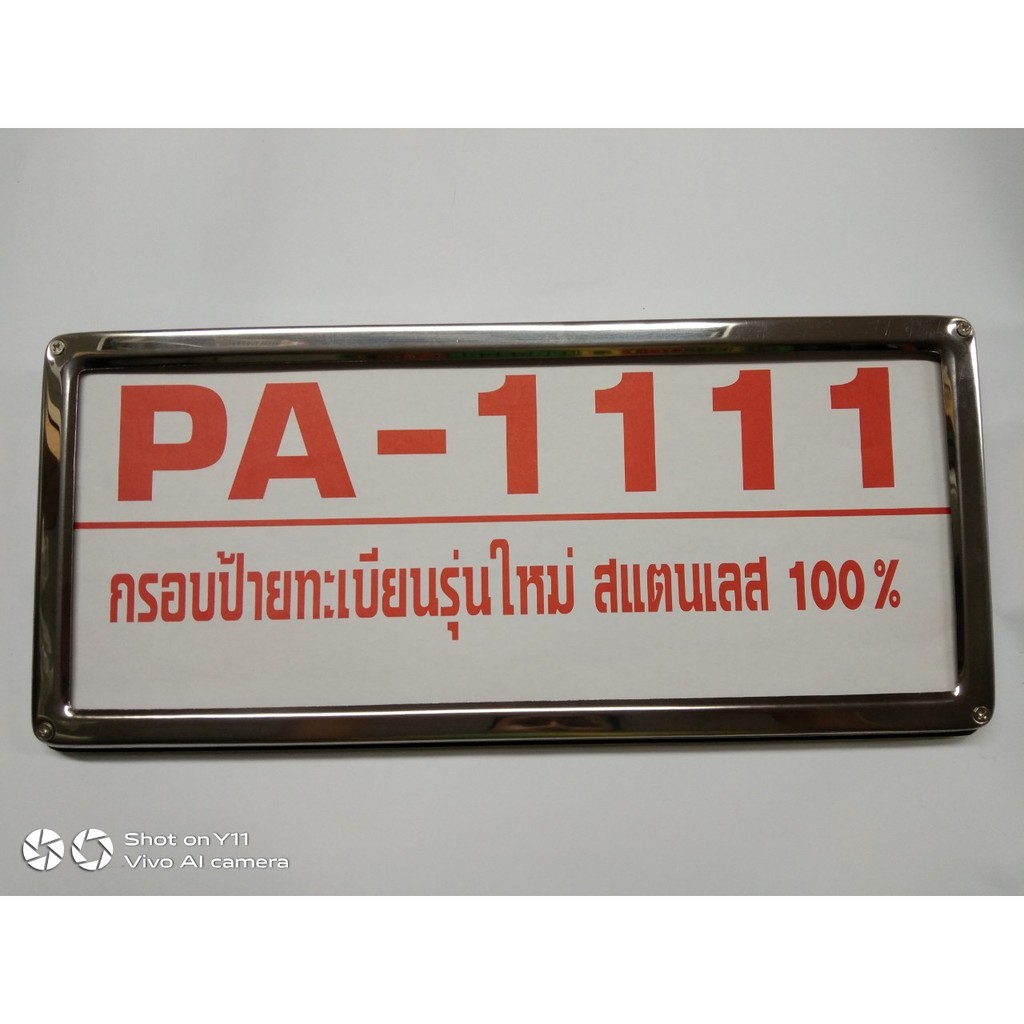 PA-1111
กรอบป้ายทะเบียนรุ่นใหม่ สแตนเลส 100%
Shot on Y11
Vivo AI camera